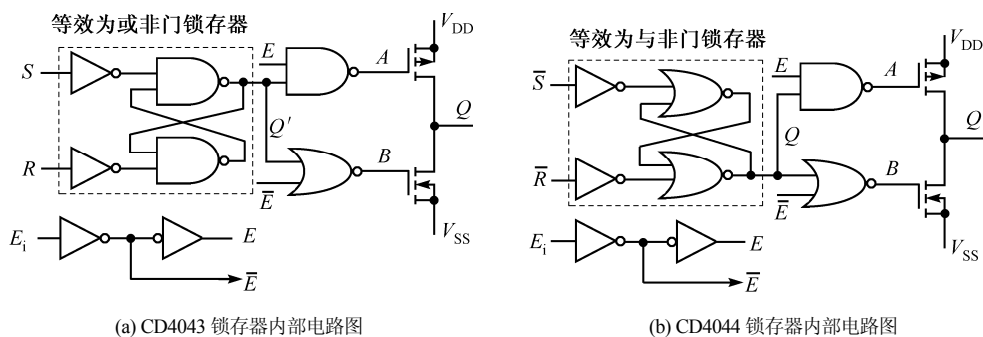 等效为或非门锁存器
V_DD
E
A
S
Q
Q'
R
B
E̅
V_SS
E_i
E
E̅
(a) CD4043 锁存器内部电路图
等效为与非门锁存器
V_DD
E
A
S̅
Q
Q
R̅
B
E̅
V_SS
E_i
E
E̅
(b) CD4044 锁存器内部电路图